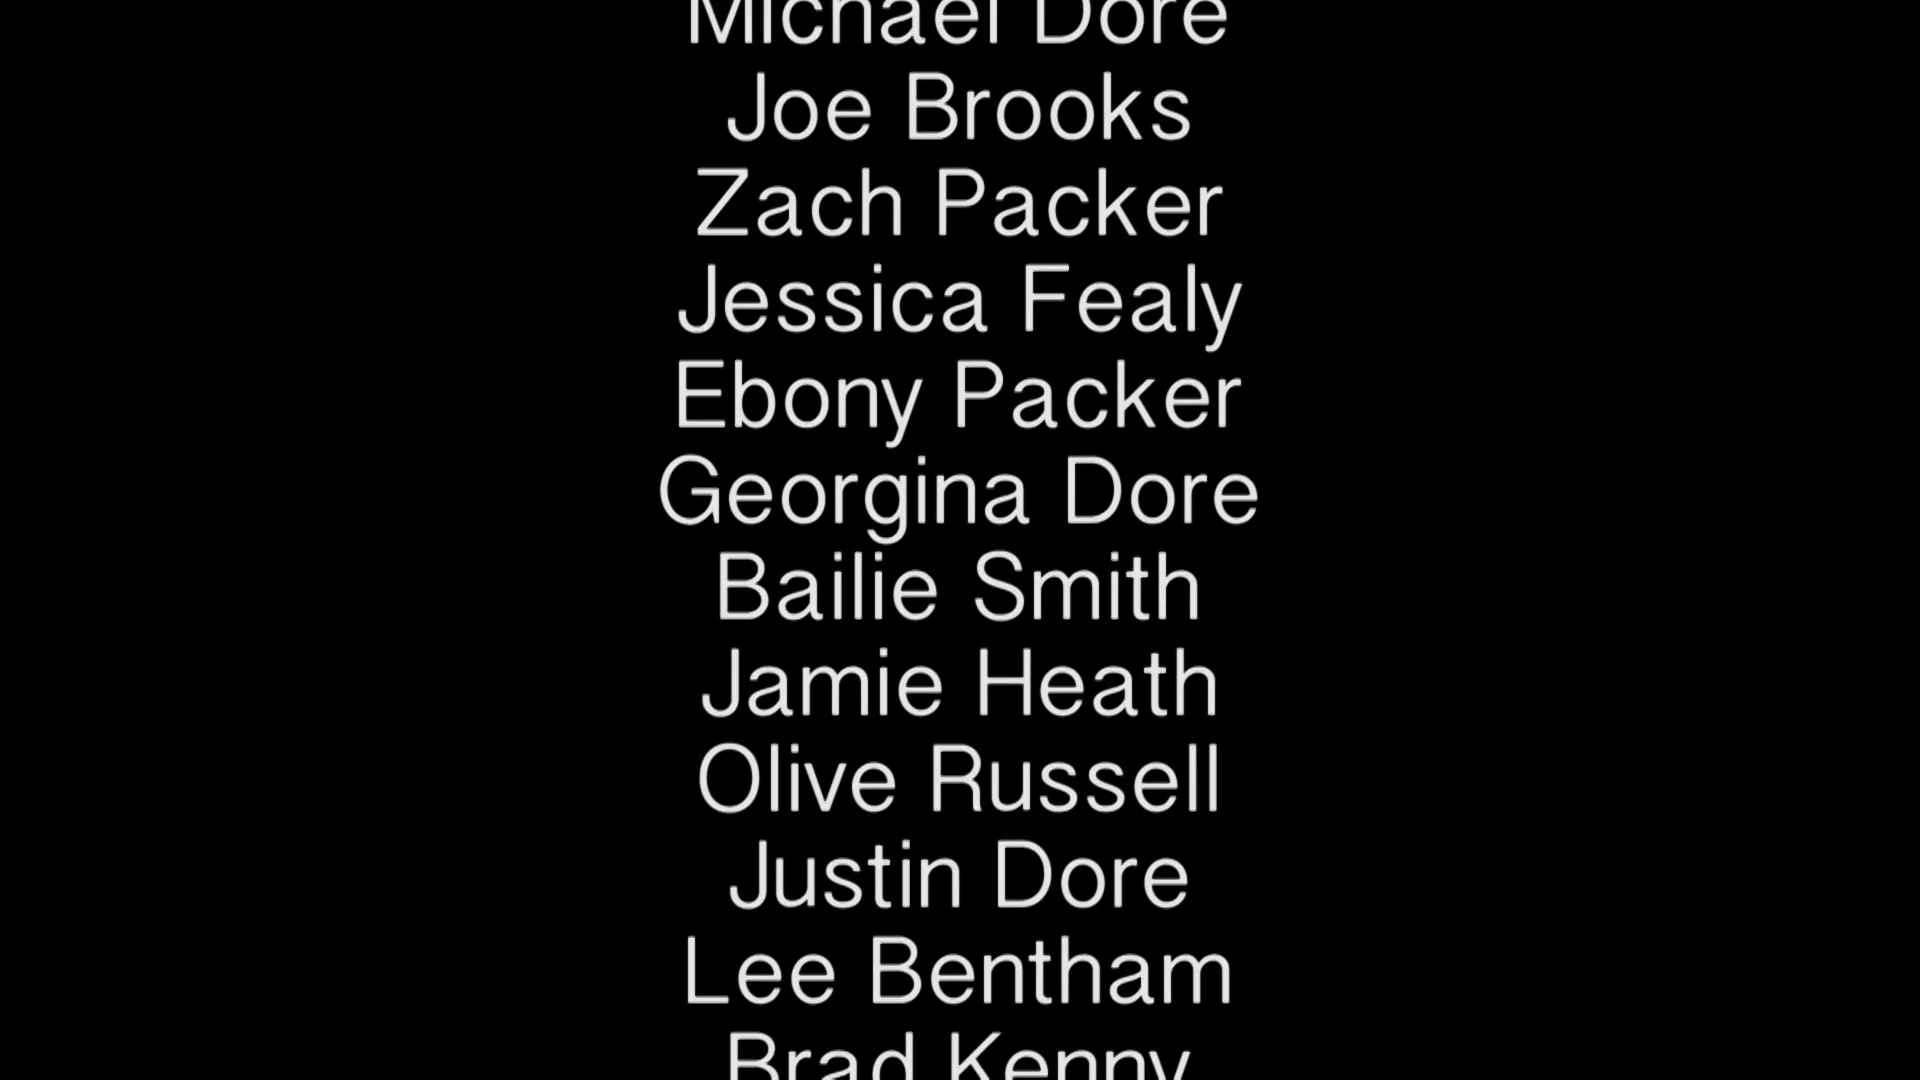 Michael Dore
Joe Brooks
Zach Packer
Jessica Fealy
Ebony Packer
Georgina Dore
Bailie Smith
Jamie Heath
Olive Russell
Justin Dore
Lee Bentham
Brad Kenny